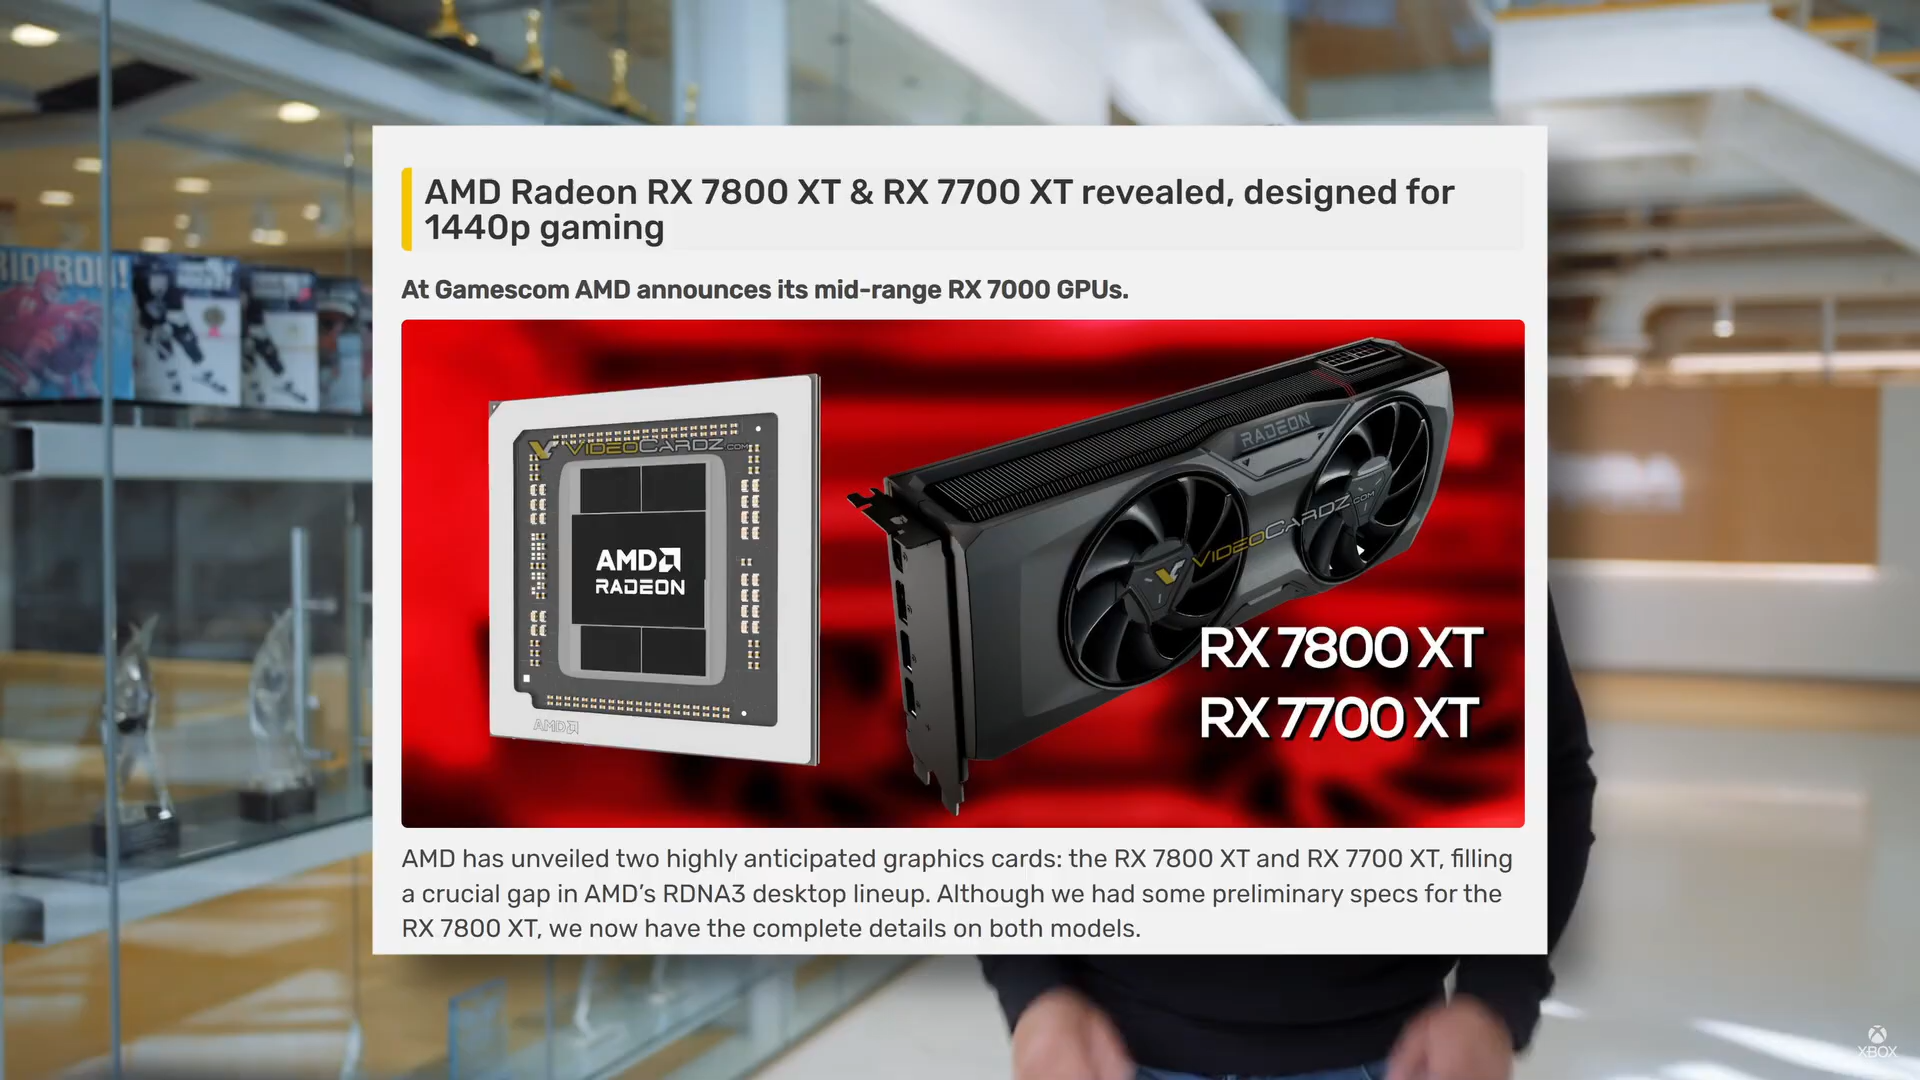 AMD Radeon RX 7800 XT & RX 7700 XT revealed, designed for
1440p gaming
At Gamescom AMD announces its mid-range RX 7000 GPUs.
VIDEOCARDZ.COM
AMD
RADEON
AMD
RADEON
VIDEOCARDZ.COM
RX 7800 XT
RX 7700 XT
AMD has unveiled two highly anticipated graphics cards: the RX 7800 XT and RX 7700 XT, filling
a crucial gap in AMD's RDNA3 desktop lineup. Although we had some preliminary specs for the
RX 7800 XT, we now have the complete details on both models.
XBOX